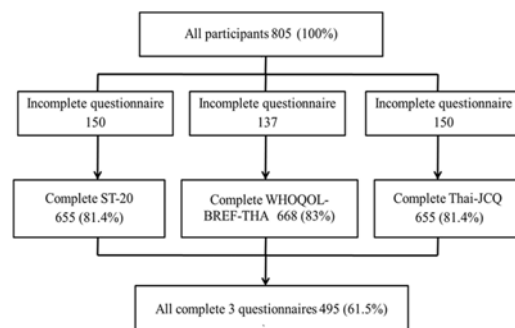 All participants 805 (100%)
Incomplete questionnaire
150
Incomplete questionnaire
137
Incomplete questionnaire
150
Complete ST-20
655 (81.4%)
Complete WHOQOL-
BREF-THA 668 (83%)
Complete Thai-JCQ
655 (81.4%)
All complete 3 questionnaires 495 (61.5%)